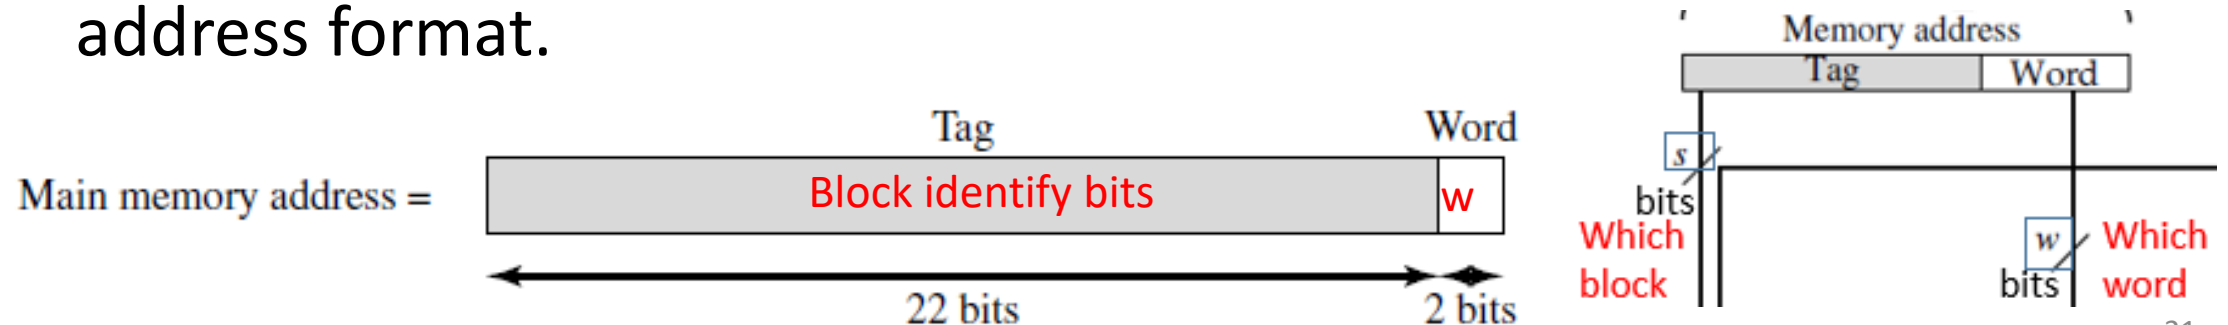 address format.
Tag
Word
Main memory address =
Block identify bits
w
22 bits
2 bits
Memory address
Tag
Word
s
bits
Which
block
w
bits
Which
word